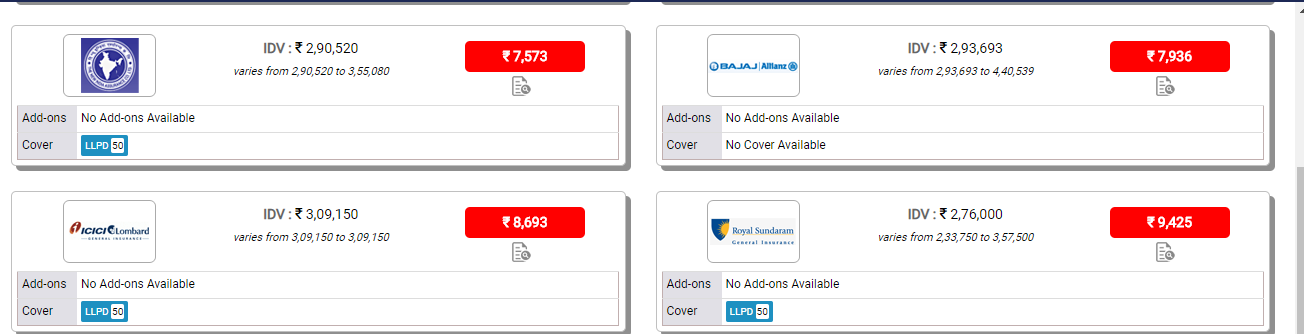 IDV : ₹ 2,90,520
varies from 2,90,520 to 3,55,080
₹ 7,573
Add-ons No Add-ons Available
Cover LLPD 50
BAJAJ Allianz
IDV : ₹ 2,93,693
varies from 2,93,693 to 4,40,539
₹ 7,936
Add-ons No Add-ons Available
Cover No Cover Available
ICICI Lombard
GENERAL INSURANCE
IDV : ₹ 3,09,150
varies from 3,09,150 to 3,09,150
₹ 8,693
Add-ons No Add-ons Available
Cover LLPD 50
Royal Sundaram
General Insurance
IDV : ₹ 2,76,000
varies from 2,33,750 to 3,57,500
₹ 9,425
Add-ons No Add-ons Available
Cover LLPD 50